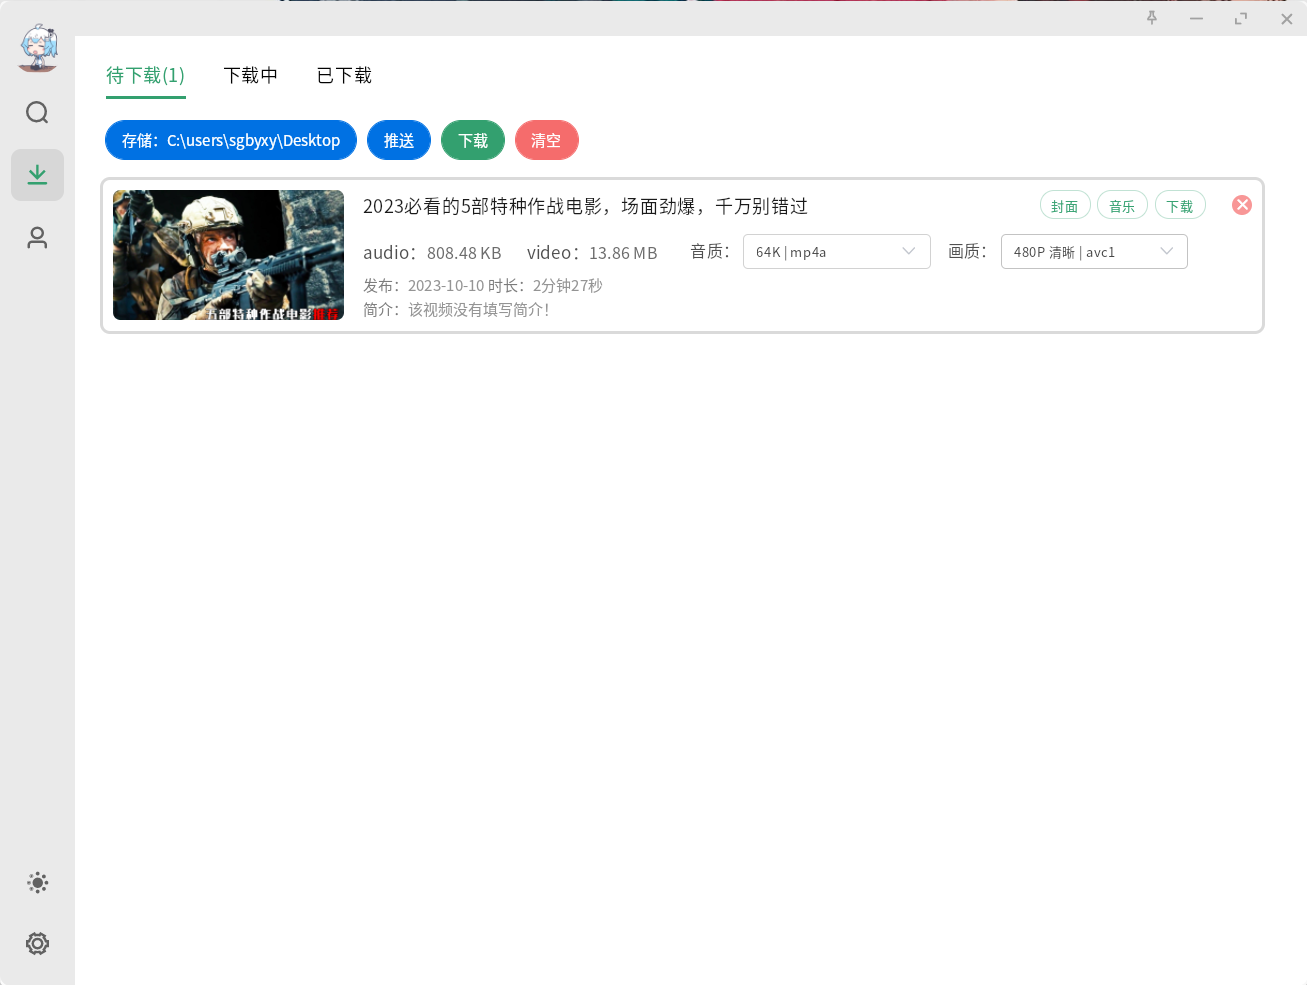 待下载(1) 下载中 已下载
存储：C:\users\sgbyxy\Desktop 推送 下载 清空
2023必看的5部特种作战电影，场面劲爆，千万别错过 封面 音乐 下载
audio：808.48 KB video：13.86 MB 音质： 64K | mp4a 画质： 480P 清晰 | avc1
发布：2023-10-10 时长：2分钟27秒
简介：该视频没有填写简介！
五部特种作战电影推荐